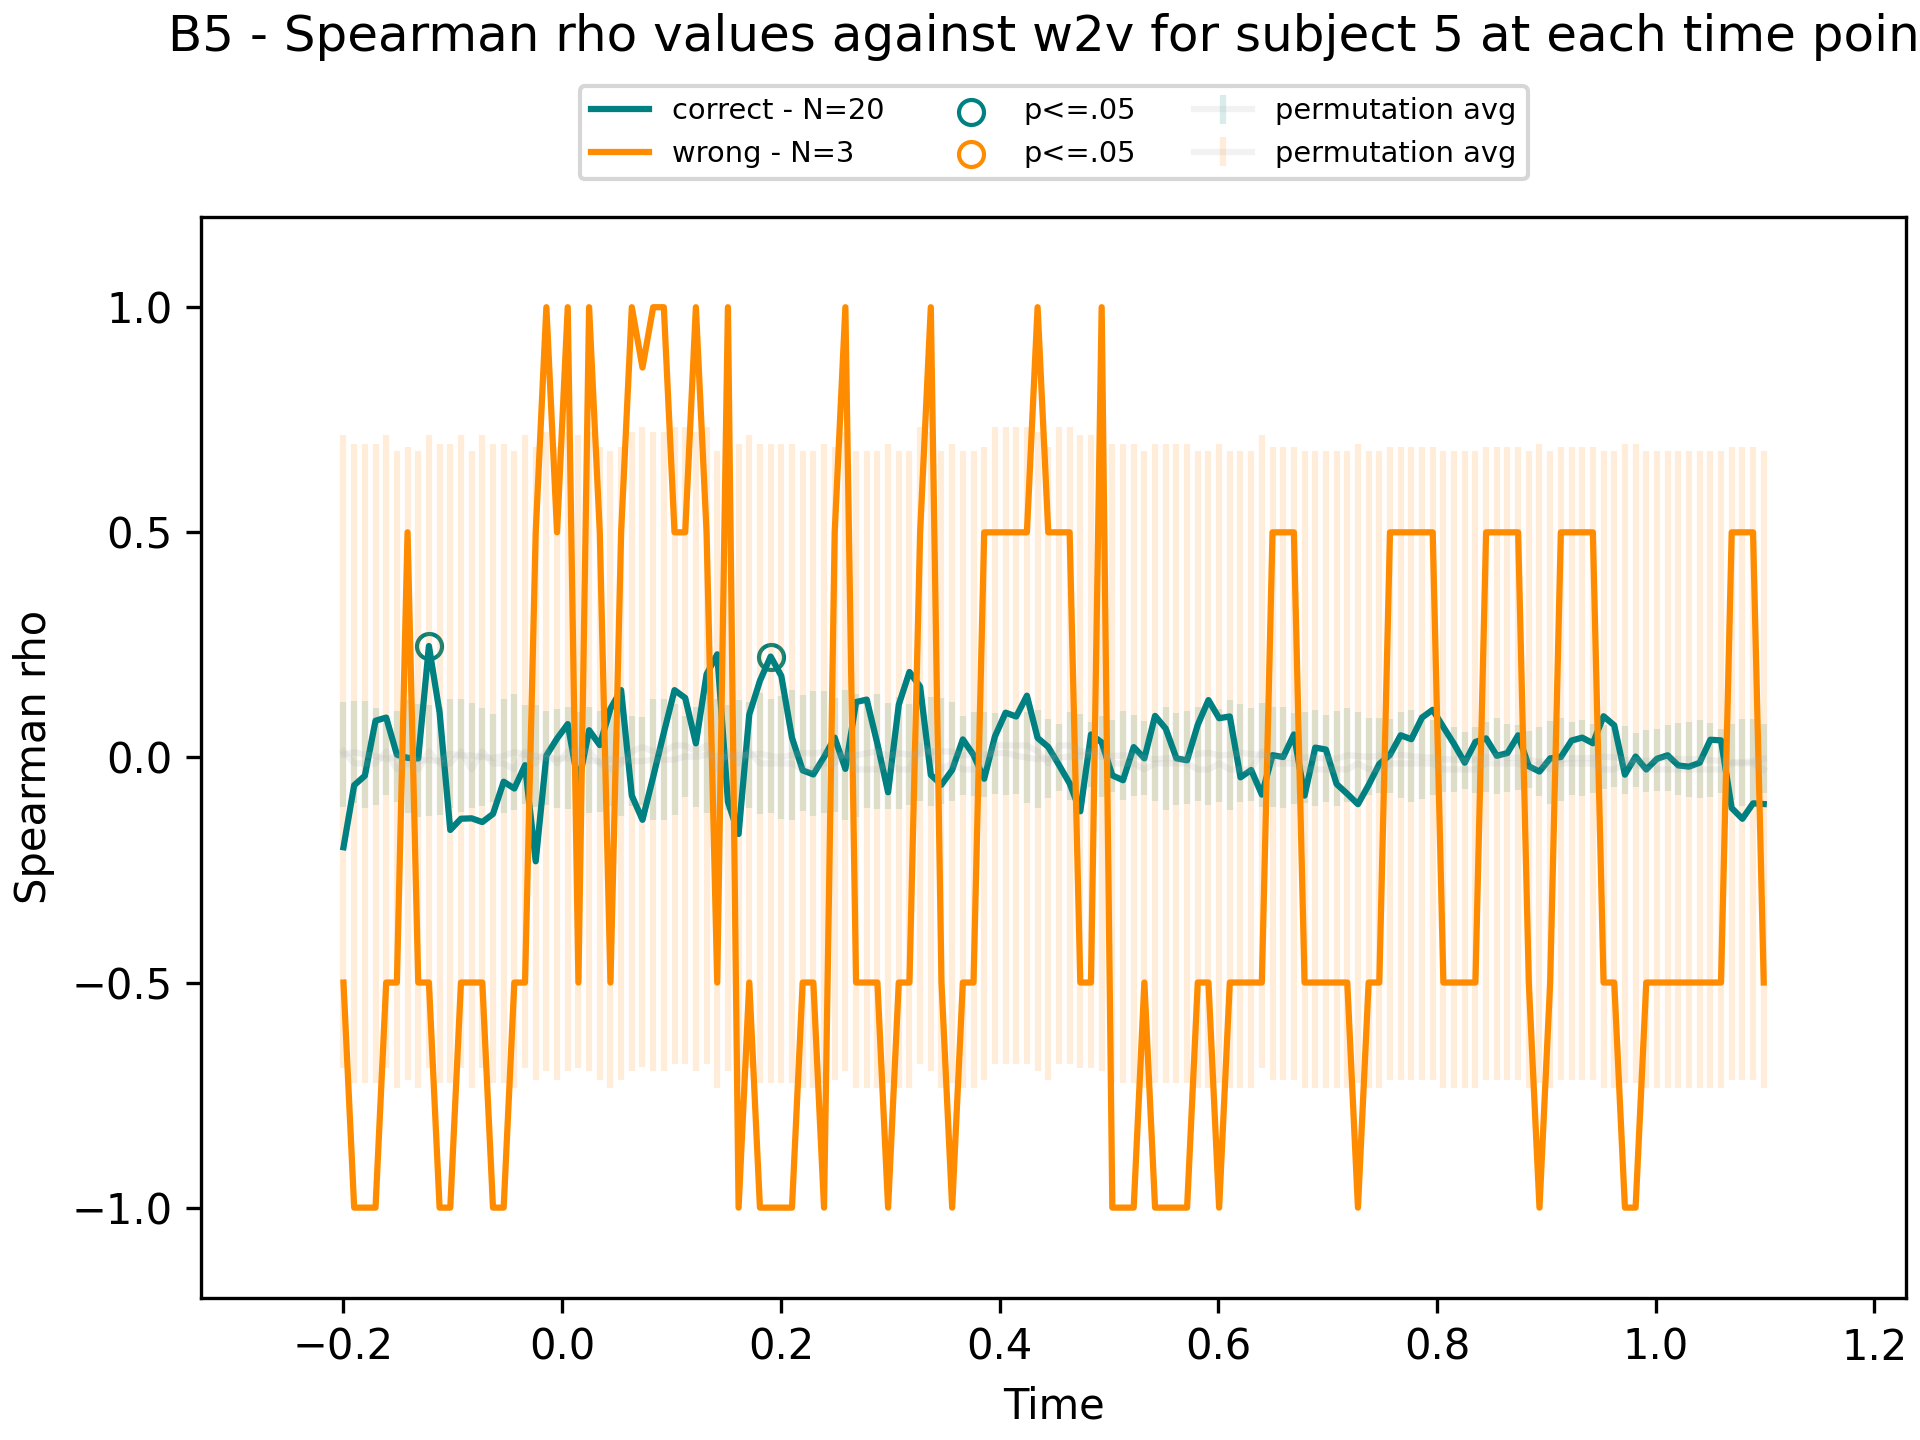 B5 - Spearman rho values against w2v for subject 5 at each time poin
correct - N=20
wrong - N=3
p<=.05
p<=.05
permutation avg
permutation avg
Spearman rho
1.0
0.5
0.0
−0.5
−1.0
−0.2 0.0 0.2 0.4 0.6 0.8 1.0 1.2
Time